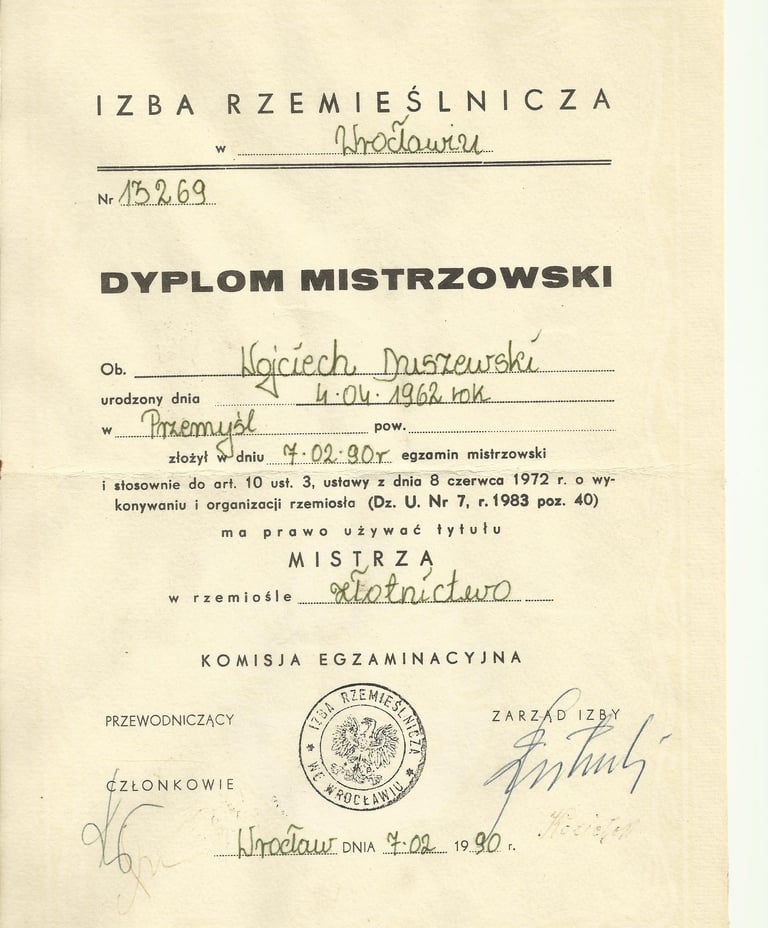 IZBA RZEMIEŚLNICZA
w Wrocławiu
Nr 13269
DYPLOM MISTRZOWSKI
Ob. Wojciech Duszewski
urodzony dnia 4.04.1962 rok
w Przemyśl pow.
złożył w dniu 7.02.90r egzamin mistrzowski
i stosownie do art. 10 ust. 3, ustawy z dnia 8 czerwca 1972 r. o wy-
konywaniu i organizacji rzemiosła (Dz. U. Nr 7, r. 1983 poz. 40)
ma prawo używać tytułu
MISTRZA
w rzemiośle złotnictwo
KOMISJA EGZAMINACYJNA
PRZEWODNICZĄCY
ZARZĄD IZBY
IZBA RZEMIEŚLNICZA
WE WROCŁAWIU
CZŁONKOWIE
Wrocław DNIA 7.02 1990 r.